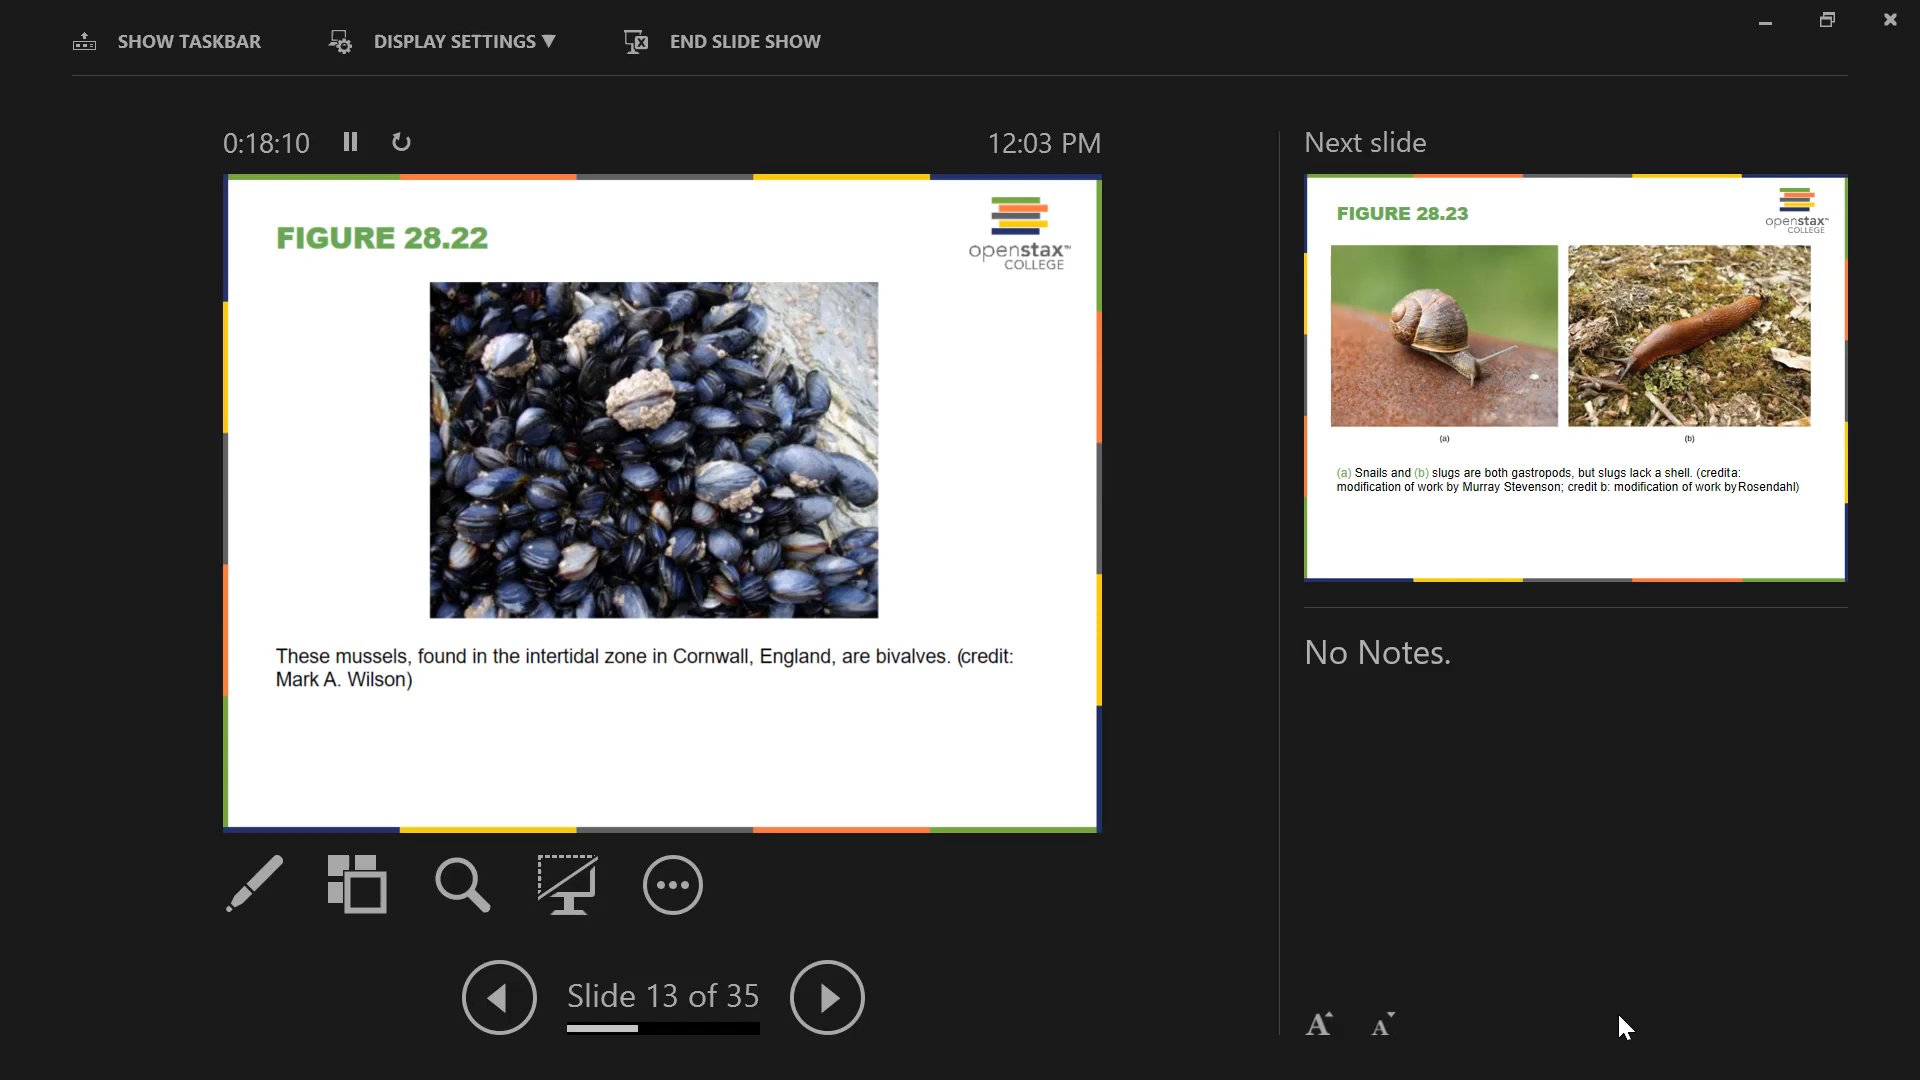 SHOW TASKBAR
DISPLAY SETTINGS ▼
END SLIDE SHOW
0:18:10
12:03 PM
FIGURE 28.22
openstax™
COLLEGE
These mussels, found in the intertidal zone in Cornwall, England, are bivalves. (credit:
Mark A. Wilson)
Slide 13 of 35
Next slide
FIGURE 28.23
openstax™
COLLEGE
(a)
(b)
(a) Snails and (b) slugs are both gastropods, but slugs lack a shell. (credit a:
modification of work by Murray Stevenson; credit b: modification of work by Rosendahl)
No Notes.
A
A